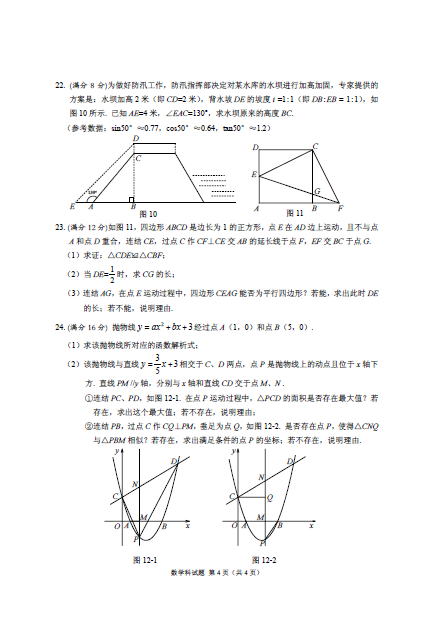 22. (满分 8 分)为做好防汛工作，防汛指挥部决定对某水库的水坝进行加高加固，专家提供的
方案是：水坝加高 2 米（即 CD=2 米），背水坡 DE 的坡度 i =1:1（即 DB:EB = 1:1），如
图 10 所示. 已知 AE=4 米，∠EAC=130°，求水坝原来的高度 BC.
（参考数据：sin50° ≈0.77, cos50° ≈0.64, tan50° ≈1.2）
D
C
130°
E A B
图 10
D C
E
G
A B F
图 11
23. (满分 12 分)如图 11，四边形 ABCD 是边长为 1 的正方形，点 E 在 AD 边上运动，且不与点
A 和点 D 重合，连结 CE，过点 C 作 CF⊥CE 交 AB 的延长线于点 F，EF 交 BC 于点 G.
（1）求证：△CDE≌△CBF；
（2）当 DE=1/2 时，求 CG 的长；
（3）连结 AG，在点 E 运动过程中，四边形 CEAG 能否为平行四边形？若能，求出此时 DE
的长；若不能，说明理由.
24. (满分 16 分) 抛物线 y = ax² + bx + 3 经过点 A（1，0）和点 B（5，0）.
（1）求该抛物线所对应的函数解析式；
（2）该抛物线与直线 y = 3/5 x + 3 相交于 C、D 两点，点 P 是抛物线上的动点且位于 x 轴下
方. 直线 PM //y 轴，分别与 x 轴和直线 CD 交于点 M、N .
①连结 PC、PD，如图 12-1. 在点 P 运动过程中，△PCD 的面积是否存在最大值？若
存在，求出这个最大值；若不存在，说明理由；
②连结 PB，过点 C 作 CQ⊥PM，垂足为点 Q，如图 12-2. 是否存在点 P，使得△CNQ
与△PBM 相似？若存在，求出满足条件的点 P 的坐标；若不存在，说明理由.
y
D
N
C
M
O A B x
P
图 12-1
y
D
N
C Q
M
O A B x
P
图 12-2
数学科试题 第 4 页（共 4 页）